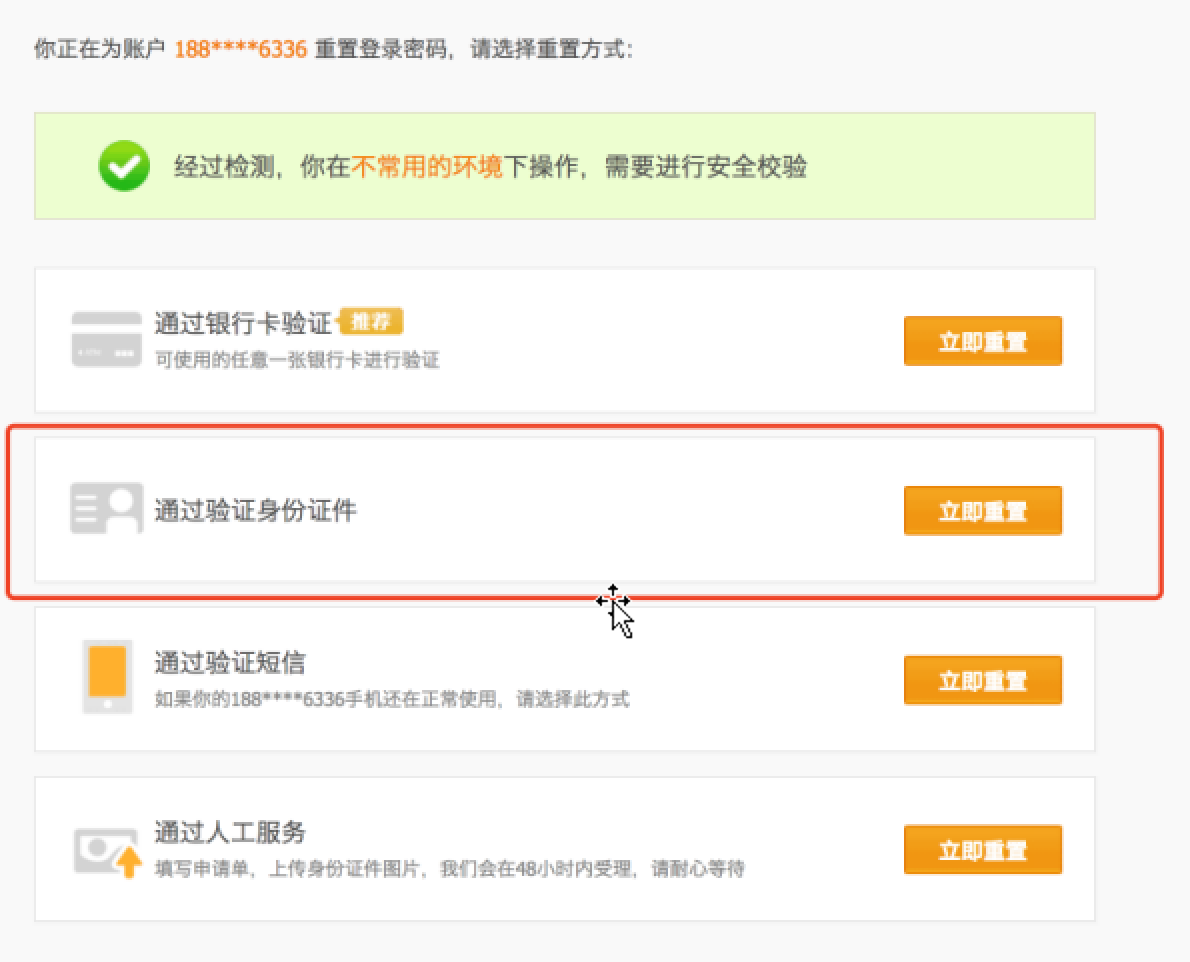 你正在为账户 188****6336 重置登录密码，请选择重置方式：
经过检测，你在不常用的环境下操作，需要进行安全校验
通过银行卡验证 推荐
可使用的任意一张银行卡进行验证
立即重置
通过验证身份证件
立即重置
通过验证短信
如果你的188****6336手机还在正常使用，请选择此方式
立即重置
通过人工服务
填写申请单，上传身份证件图片，我们会在48小时内受理，请耐心等待
立即重置